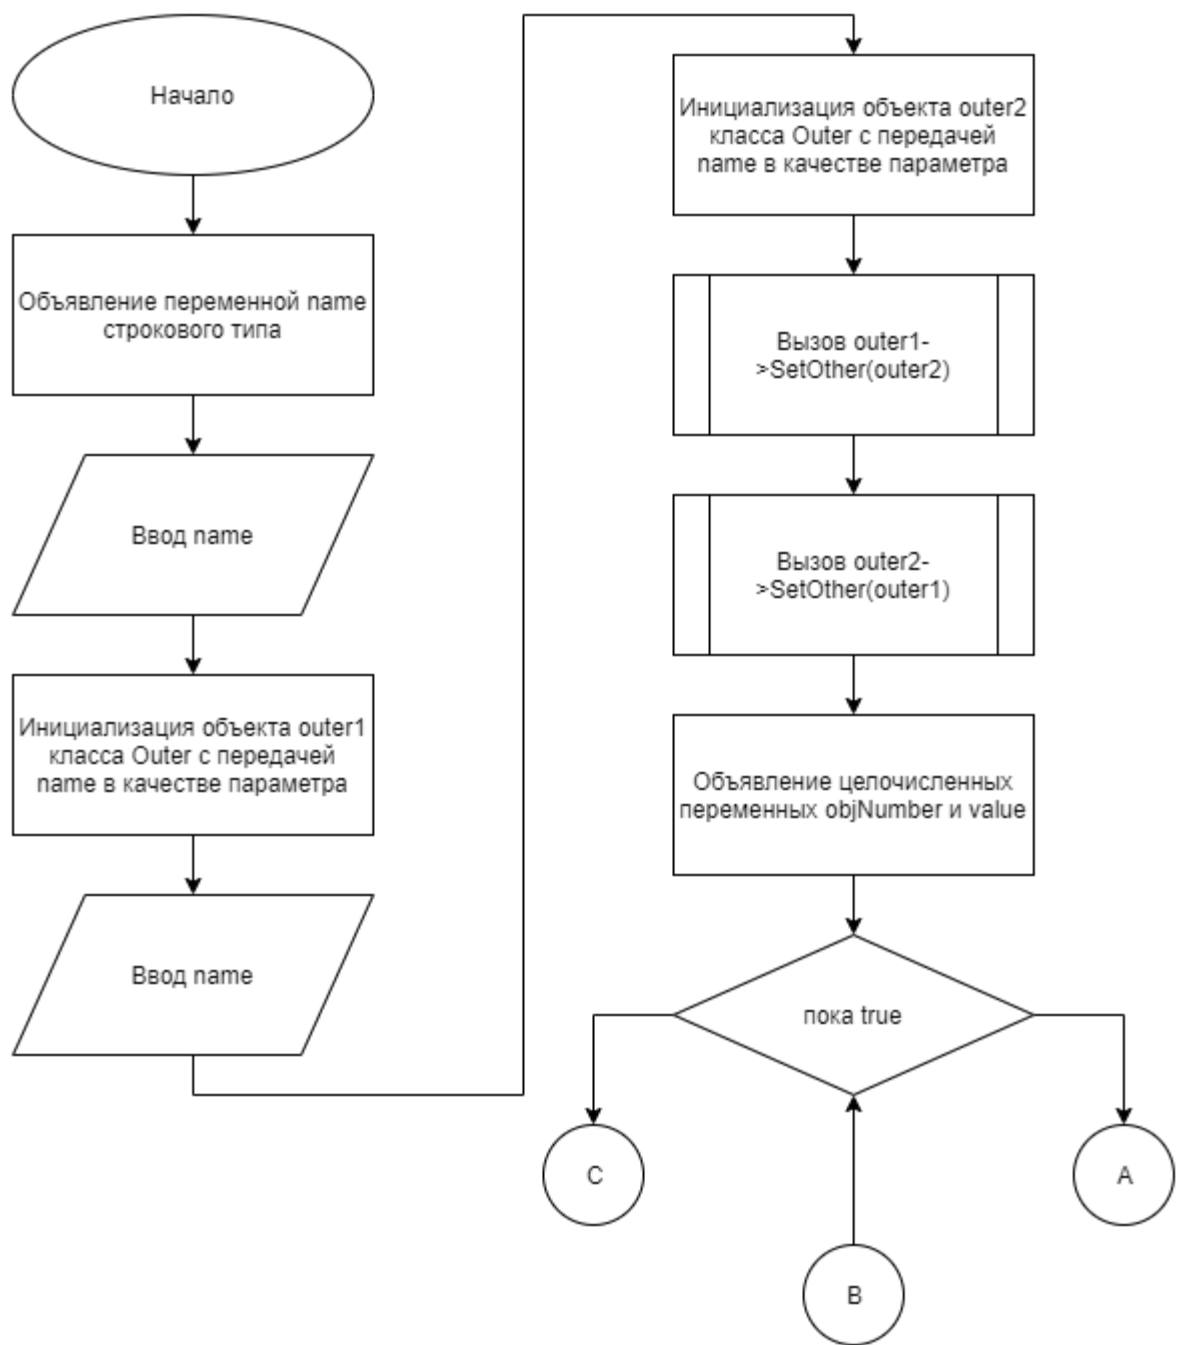 Начало
Объявление переменной name
строкового типа
Ввод name
Инициализация объекта outer1
класса Outer с передачей
name в качестве параметра
Ввод name
Инициализация объекта outer2
класса Outer с передачей
name в качестве параметра
Вызов outer1-
>SetOther(outer2)
Вызов outer2-
>SetOther(outer1)
Объявление целочисленных
переменных objNumber и value
пока true
C
A
B